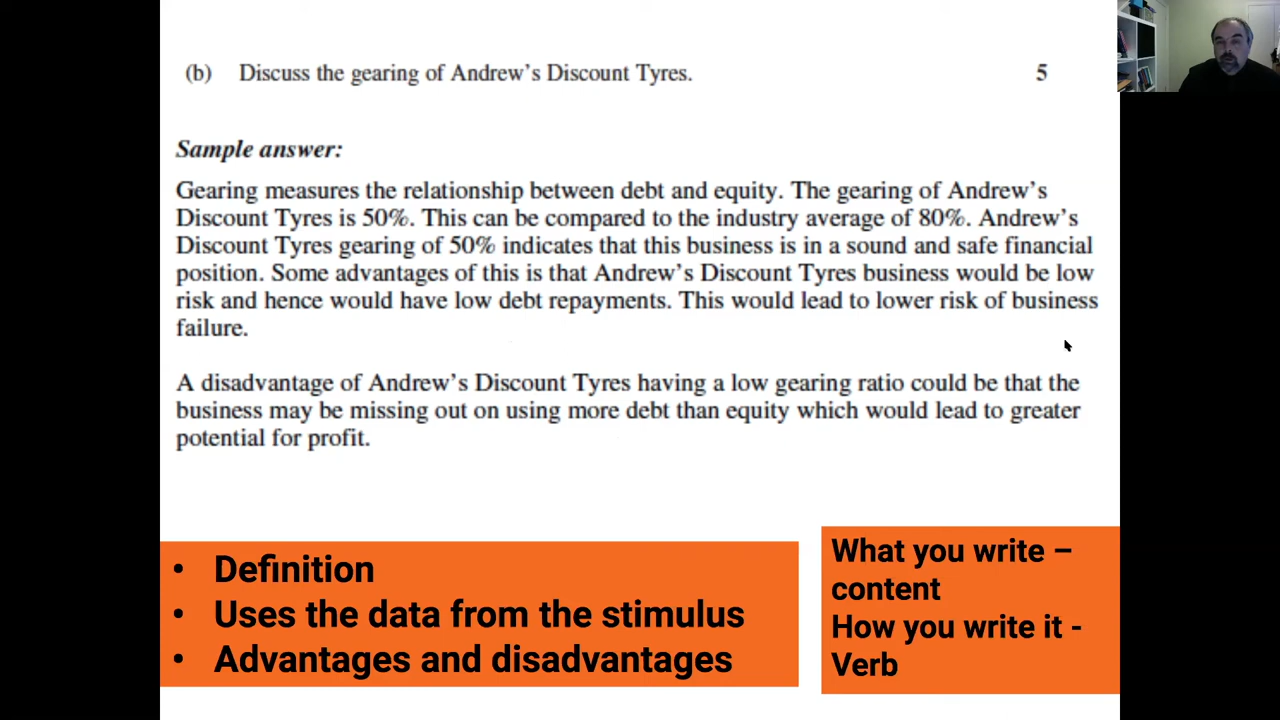 (b) Discuss the gearing of Andrew's Discount Tyres. 5
Sample answer:
Gearing measures the relationship between debt and equity. The gearing of Andrew's
Discount Tyres is 50%. This can be compared to the industry average of 80%. Andrew's
Discount Tyres gearing of 50% indicates that this business is in a sound and safe financial
position. Some advantages of this is that Andrew's Discount Tyres business would be low
risk and hence would have low debt repayments. This would lead to lower risk of business
failure.
A disadvantage of Andrew's Discount Tyres having a low gearing ratio could be that the
business may be missing out on using more debt than equity which would lead to greater
potential for profit.
• Definition
• Uses the data from the stimulus
• Advantages and disadvantages
What you write –
content
How you write it -
Verb